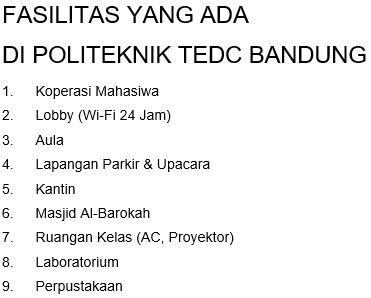 FASILITAS YANG ADA
DI POLITEKNIK TEDC BANDUNG
1. Koperasi Mahasiwa
2. Lobby (Wi-Fi 24 Jam)
3. Aula
4. Lapangan Parkir & Upacara
5. Kantin
6. Masjid Al-Barokah
7. Ruangan Kelas (AC, Proyektor)
8. Laboratorium
9. Perpustakaan